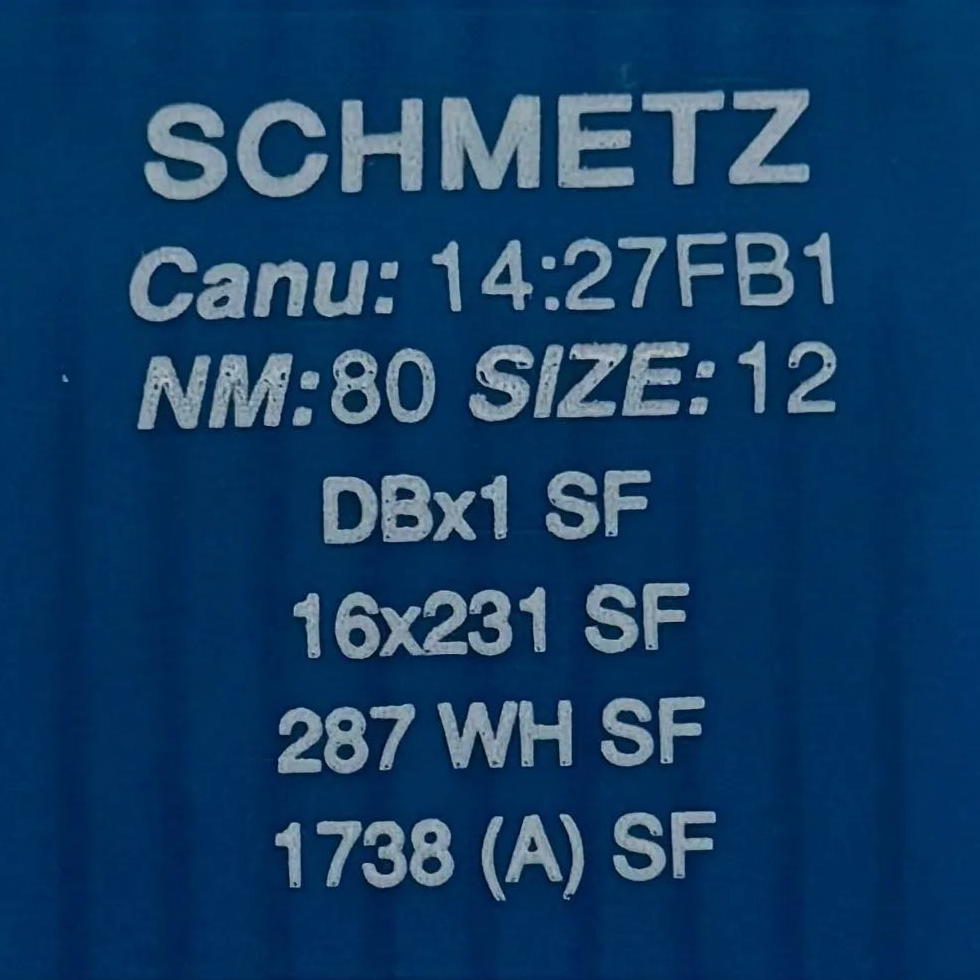 SCHMETZ
Canu: 14:27FB1
NM:80 SIZE:12
DBx1 SF
16x231 SF
287 WH SF
1738 (A) SF